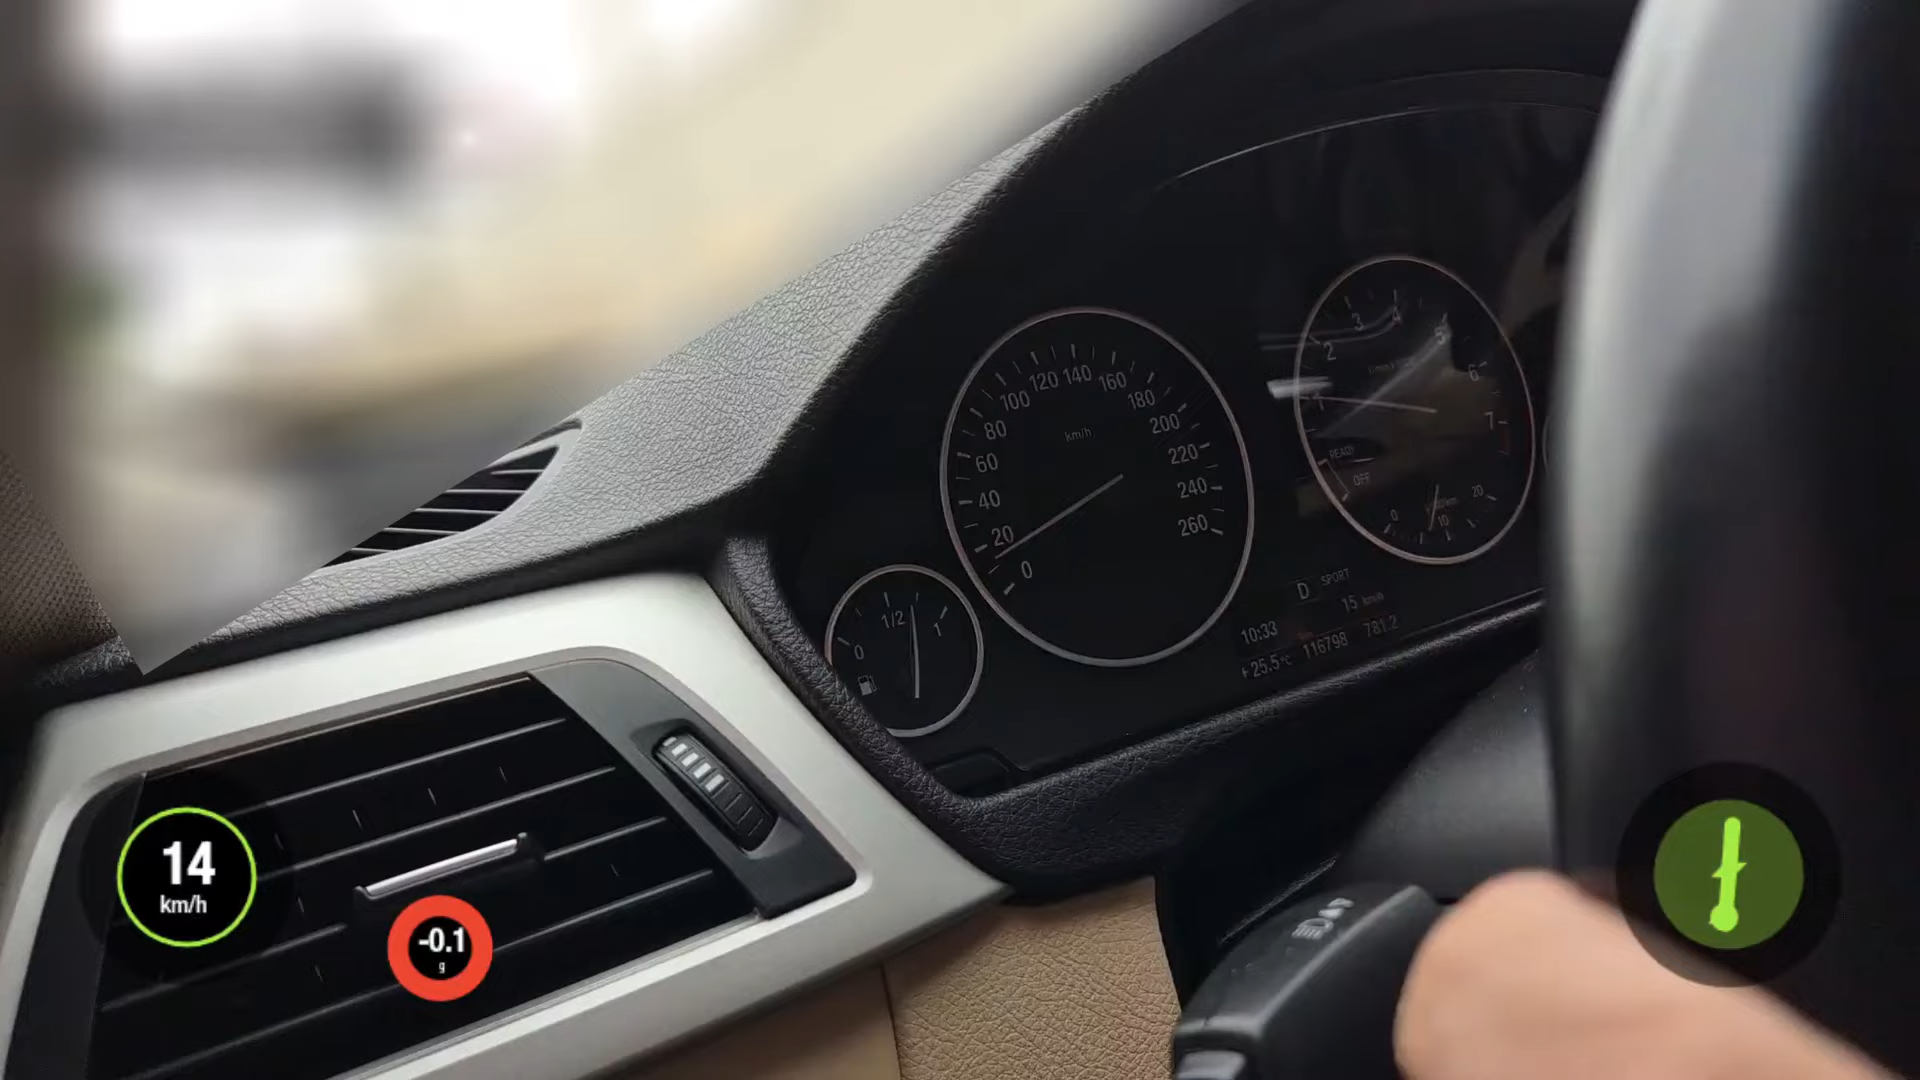 0 20 40 60 80 100 120 140 160 180 200 220 240 260
km/h
1 2 3 4 5 6 7
READY
OFF
0 10 20
0 1/2 1
D SPORT
15 km/h
10:33
+25.5°C 116798 781.2
14
km/h
-0.1
g